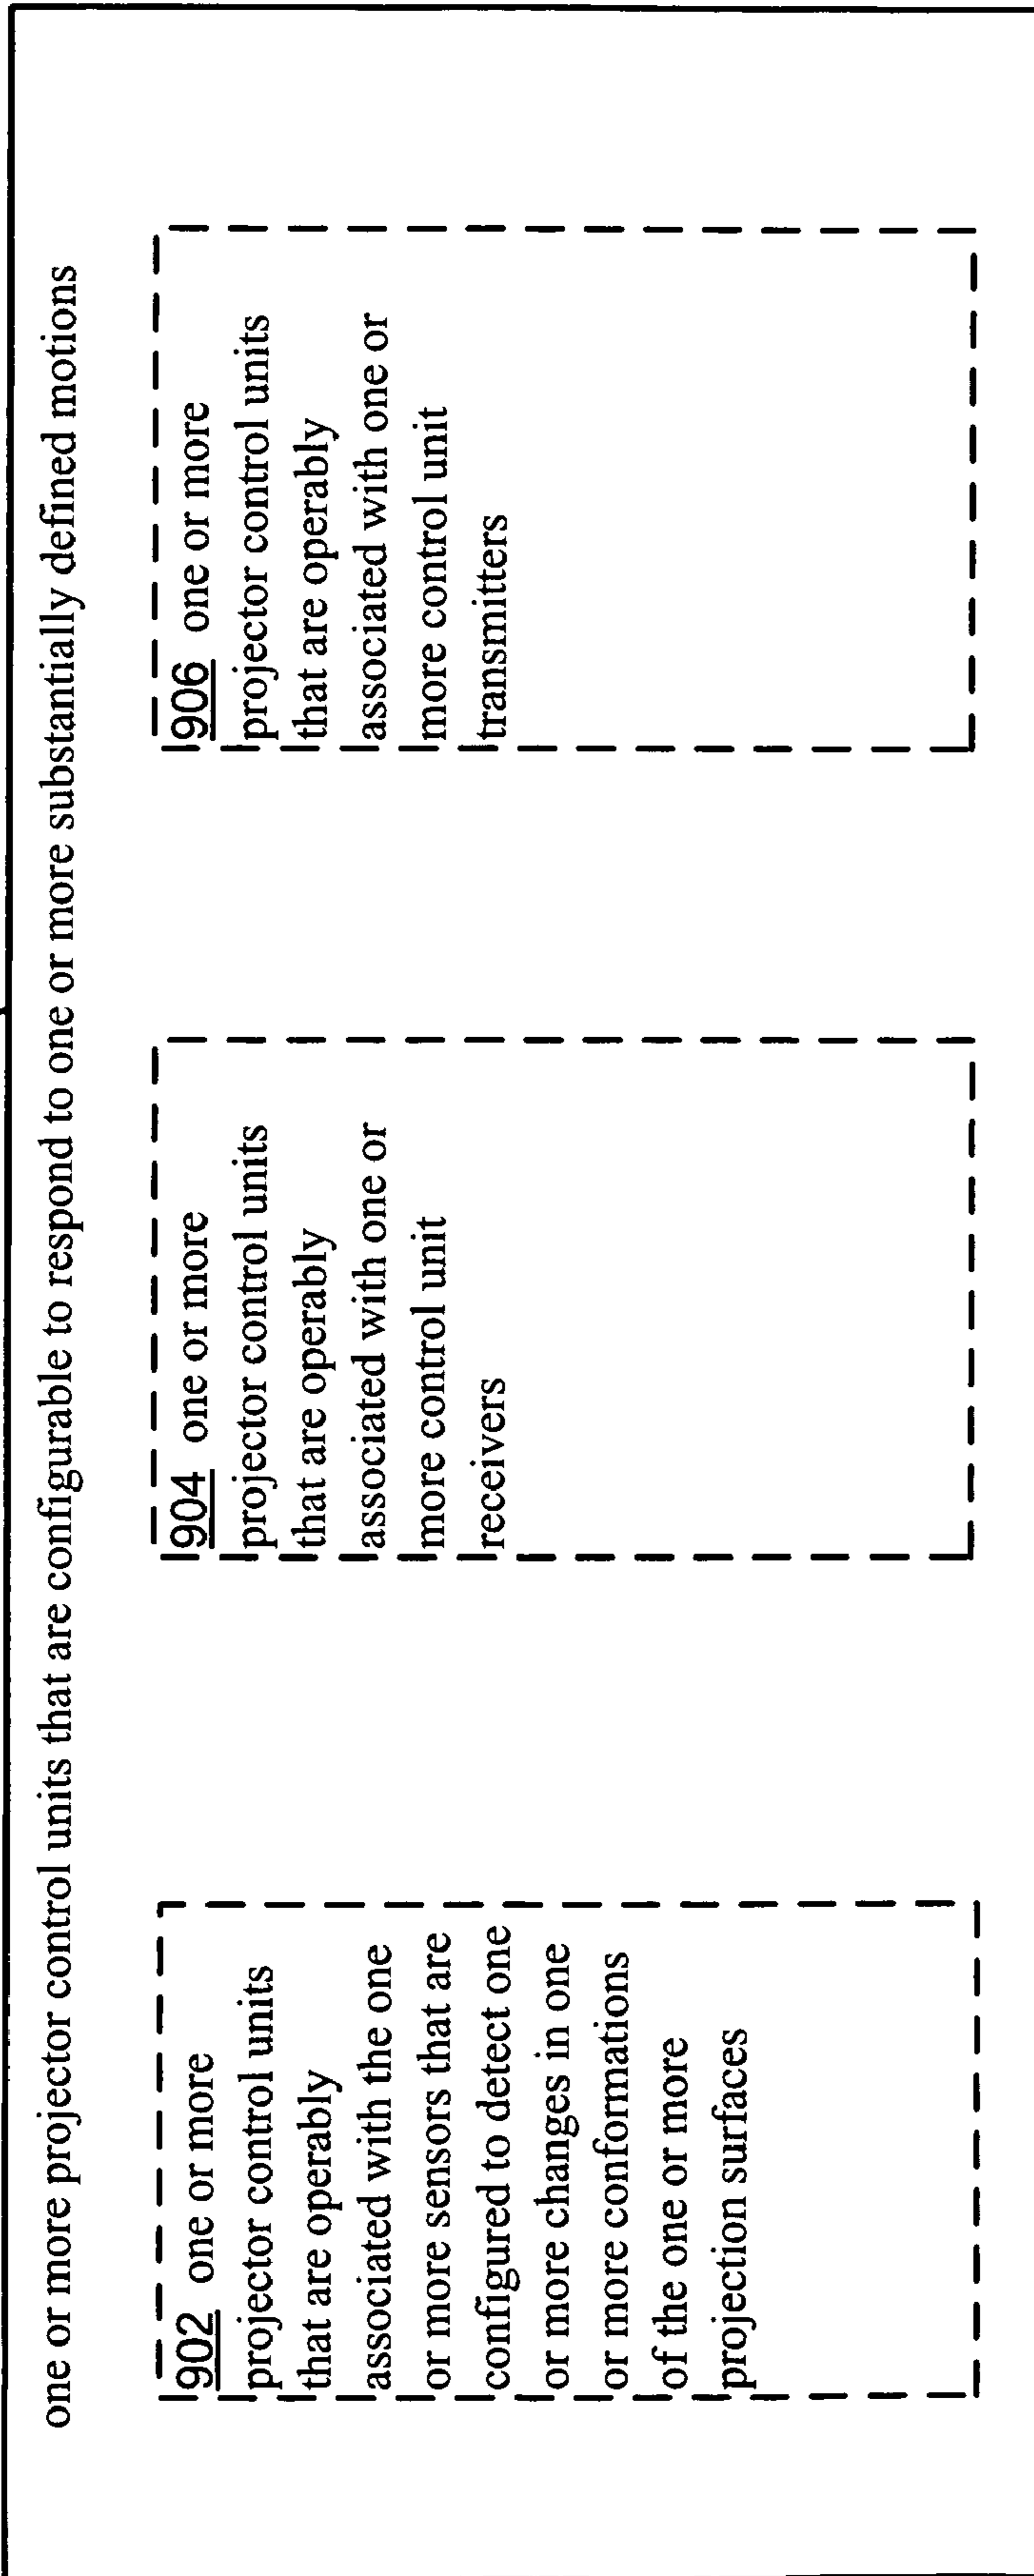 one or more projector control units that are configurable to respond to one or more substantially defined motions
902 one or more
projector control units
that are operably
associated with the one
or more sensors that are
configured to detect one
or more changes in one
or more conformations
of the one or more
projection surfaces
904 one or more
projector control units
that are operably
associated with one or
more control unit
receivers
906 one or more
projector control units
that are operably
associated with one or
more control unit
transmitters